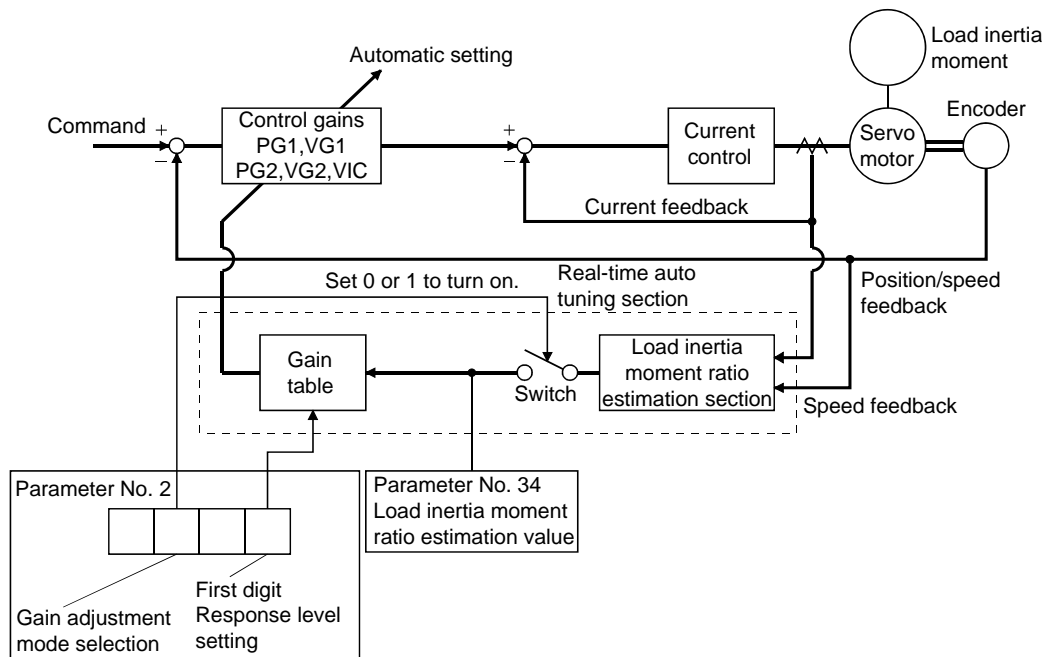 Automatic setting
Load inertia
moment
Command
+
−
Control gains
PG1,VG1
PG2,VG2,VIC
+
−
Current
control
Servo
motor
Encoder
Current feedback
Set 0 or 1 to turn on.
Real-time auto
tuning section
Position/speed
feedback
Gain
table
Switch
Load inertia
moment ratio
estimation section
Speed feedback
Parameter No. 2
Gain adjustment
mode selection
First digit
Response level
setting
Parameter No. 34
Load inertia moment
ratio estimation value